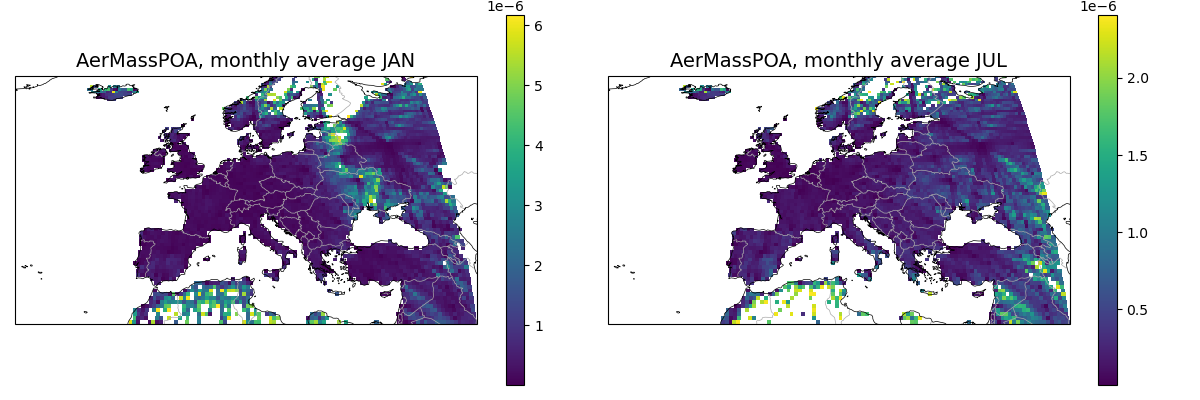 1e−6
AerMassPOA, monthly average JAN
6
5
4
3
2
1
1e−6
AerMassPOA, monthly average JUL
2.0
1.5
1.0
0.5